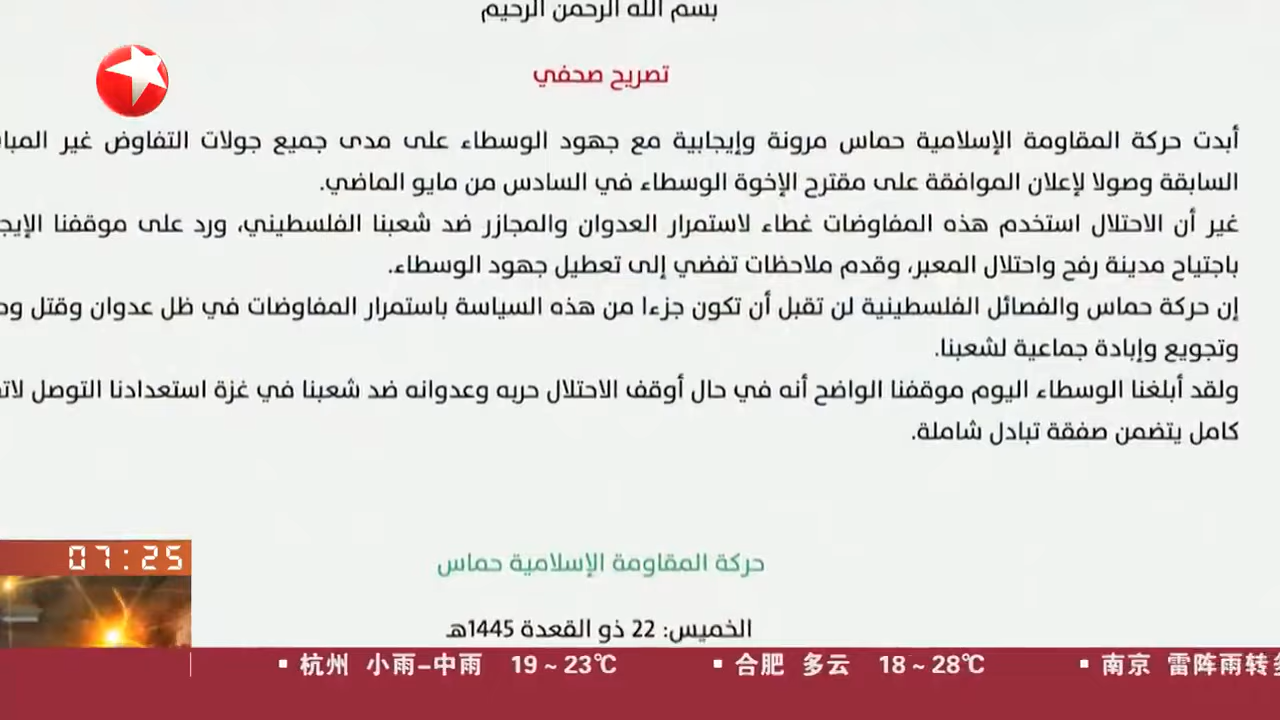 بسم الله الرحمن الرحيم
تصريح صحفي
أبدت حركة المقاومة الإسلامية حماس مرونة وإيجابية مع جهود الوسطاء على مدى جميع جولات التفاوض غير
السابقة وصولا لإعلان الموافقة على مقترح الإخوة الوسطاء في السادس من مايو الماضي.
غير أن الاحتلال استخدم هذه المفاوضات غطاء لاستمرار العدوان والمجازر ضد شعبنا الفلسطيني، ورد على موقفنا
باجتياح مدينة رفح واحتلال المعبر، وقدم ملاحظات تفضي إلى تعطيل جهود الوسطاء.
إن حركة حماس والفصائل الفلسطينية لن تقبل أن تكون جزءا من هذه السياسة باستمرار المفاوضات في ظل عدوان وقتل
وتجويع وإبادة جماعية لشعبنا.
ولقد أبلغنا الوسطاء اليوم موقفنا الواضح أنه في حال أوقف الاحتلال حربه وعدوانه ضد شعبنا في غزة استعدادنا التوصل
كامل يتضمن صفقة تبادل شاملة.
حركة المقاومة الإسلامية حماس
الخميس: 22 ذو القعدة 1445هـ
07:25
▪ 杭州 小雨-中雨 19~23℃ ▪ 合肥 多云 18~28℃ ▪ 南京 雷阵雨转